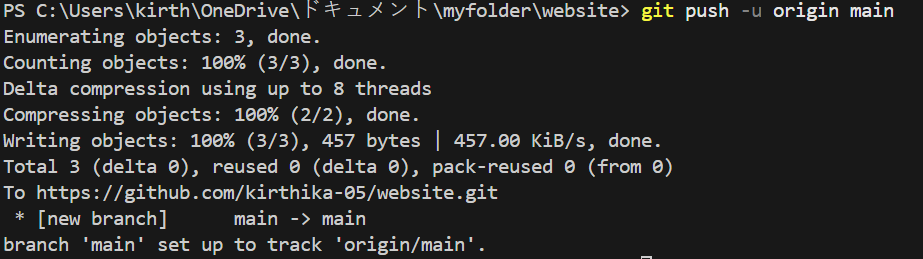 PS C:\Users\kirth\OneDrive\ドキュメント\myfolder\website> git push -u origin main
Enumerating objects: 3, done.
Counting objects: 100% (3/3), done.
Delta compression using up to 8 threads
Compressing objects: 100% (2/2), done.
Writing objects: 100% (3/3), 457 bytes | 457.00 KiB/s, done.
Total 3 (delta 0), reused 0 (delta 0), pack-reused 0 (from 0)
To https://github.com/kirthika-05/website.git
 * [new branch]      main -> main
branch 'main' set up to track 'origin/main'.